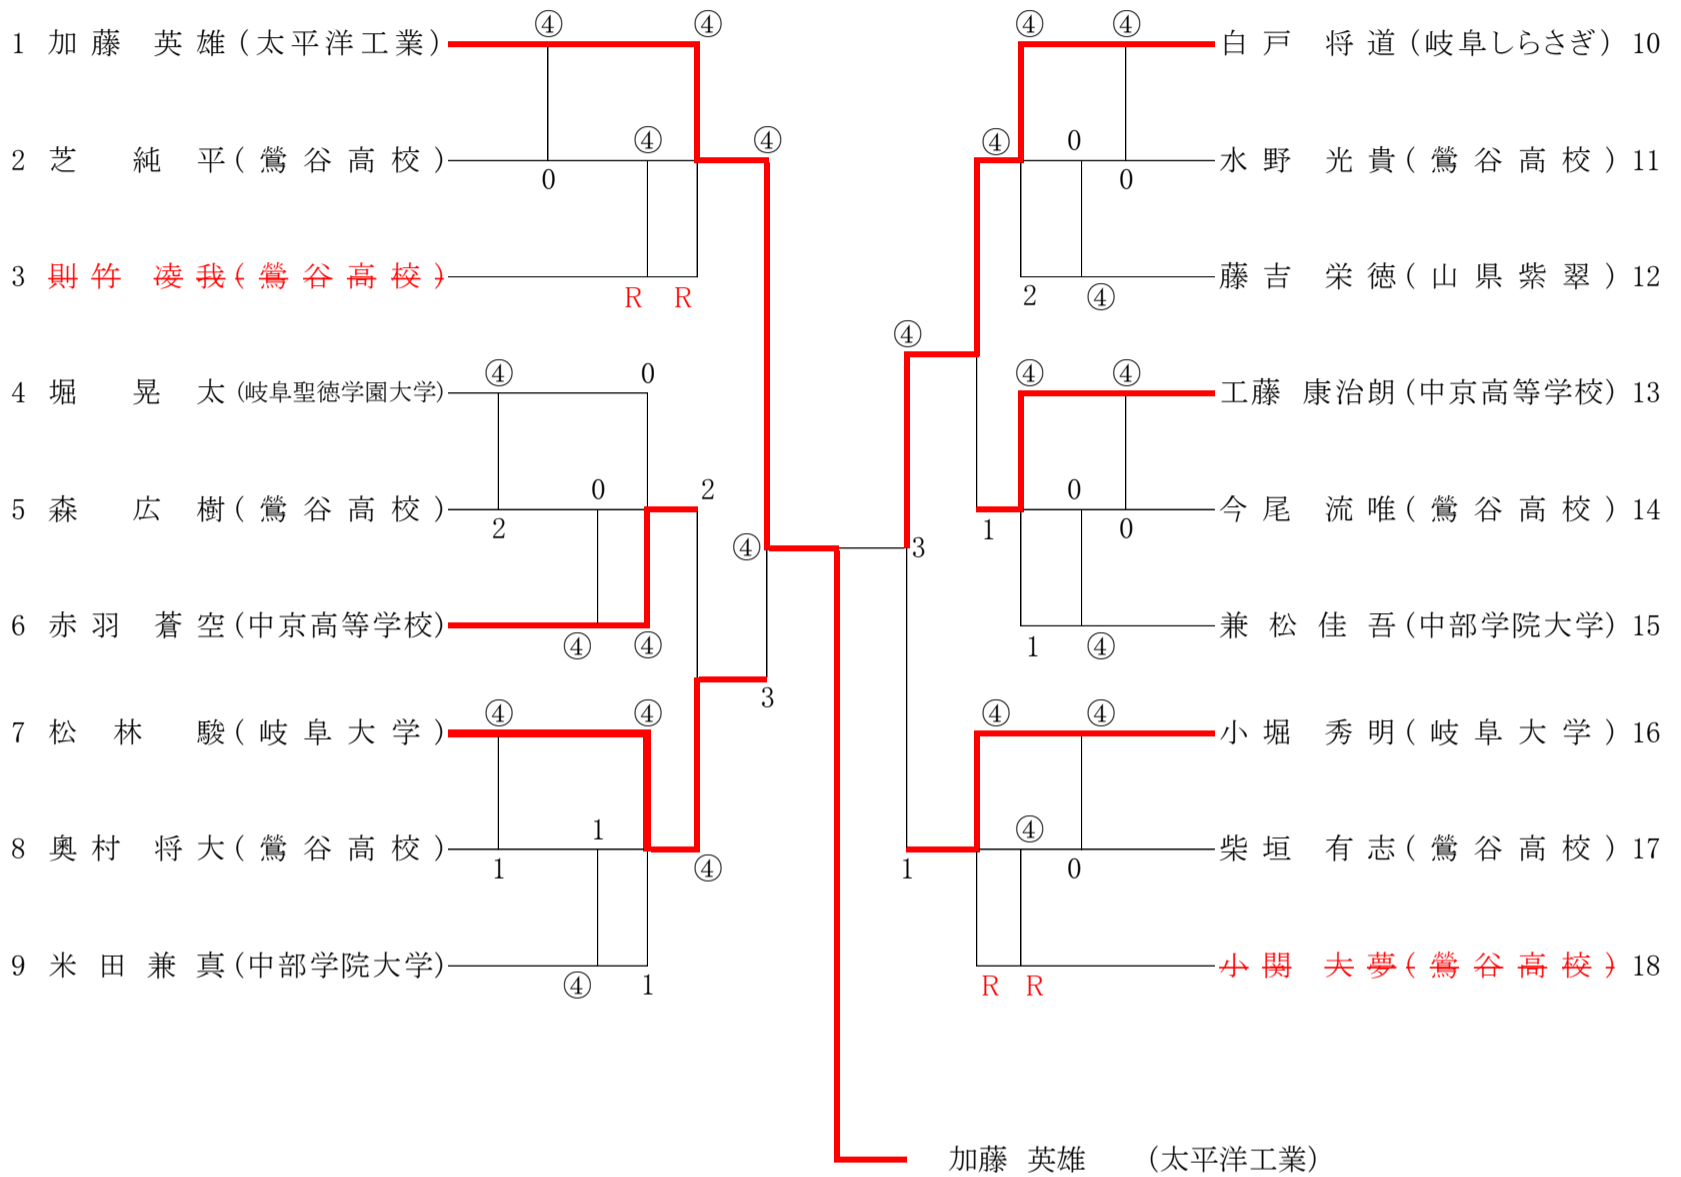 ④ ④ ④ ④
1 加藤 英雄(太平洋工業) 白戸 将道(岐阜しらさぎ) 10
④ ④ ④ 0
2 芝 純平(鶯谷高校) 水野 光貴(鶯谷高校) 11
0 0
3 則竹 凌我(鶯谷高校) 藤吉 栄徳(山県紫翠) 12
R R 2 ④
④
④ 0 ④ ④
4 堀 晃太(岐阜聖徳学園大学) 工藤 康治朗(中京高等学校) 13
0 2 0
5 森 広樹(鶯谷高校) 今尾 流唯(鶯谷高校) 14
2 1 0
④ 3
6 赤羽 蒼空(中京高等学校) 兼松佳吾(中部学院大学) 15
④ ④ 1 ④
3
④ ④ ④ ④
7 松林 駿(岐阜大学) 小堀 秀明(岐阜大学) 16
1 ④
8 奥村 将大(鶯谷高校) 柴垣 有志(鶯谷高校) 17
1 ④ 1 0
9 米田兼真(中部学院大学) 小関 大夢(鶯谷高校) 18
④ 1 R R
加藤 英雄 (太平洋工業)